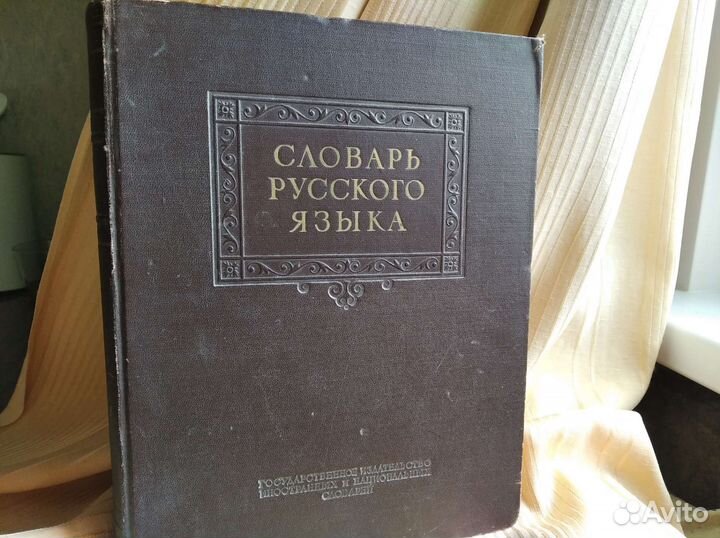 СЛОВАРЬ
РУССКОГО
ЯЗЫКА
ГОСУДАРСТВЕННОЕ ИЗДАТЕЛЬСТВО
ИНОСТРАННЫХ И НАЦИОНАЛЬНЫХ
СЛОВАРЕЙ
Avito